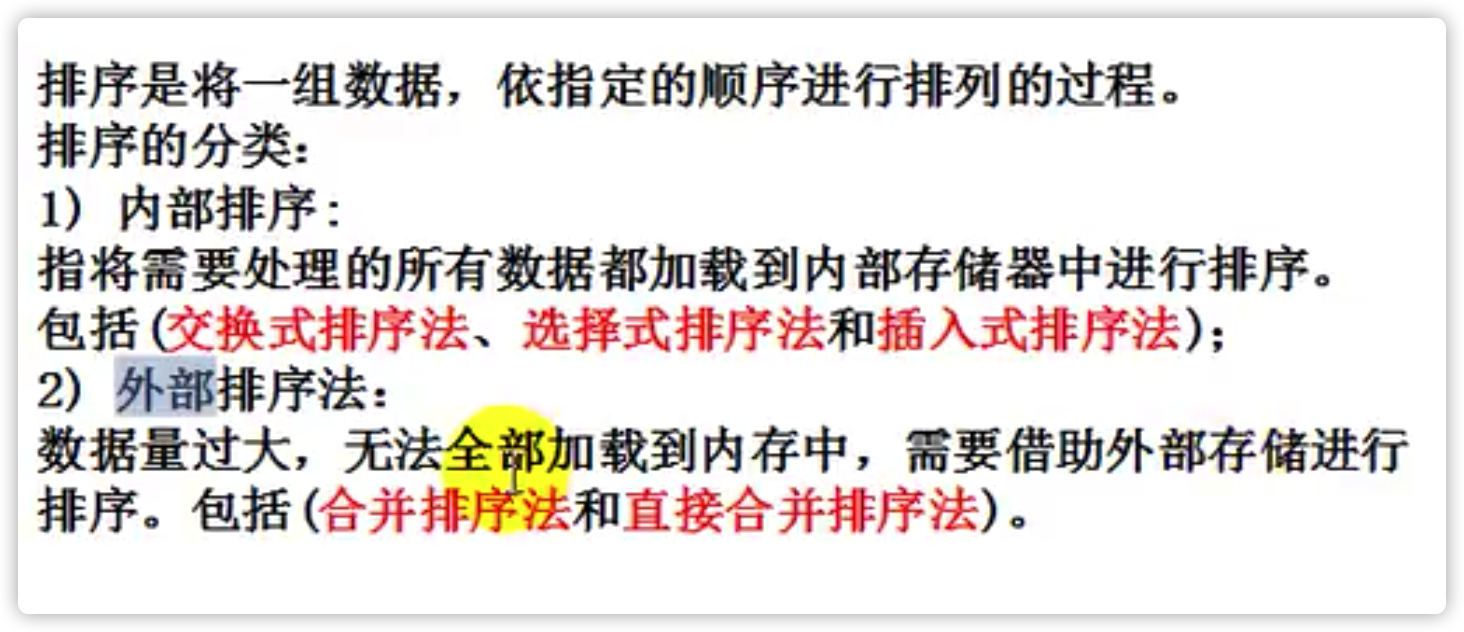 排序是将一组数据，依指定的顺序进行排列的过程。
排序的分类：
1) 内部排序:
指将需要处理的所有数据都加载到内部存储器中进行排序。
包括(交换式排序法、选择式排序法和插入式排序法);
2) 外部排序法：
数据量过大，无法全部加载到内存中，需要借助外部存储进行
排序。包括(合并排序法和直接合并排序法)。